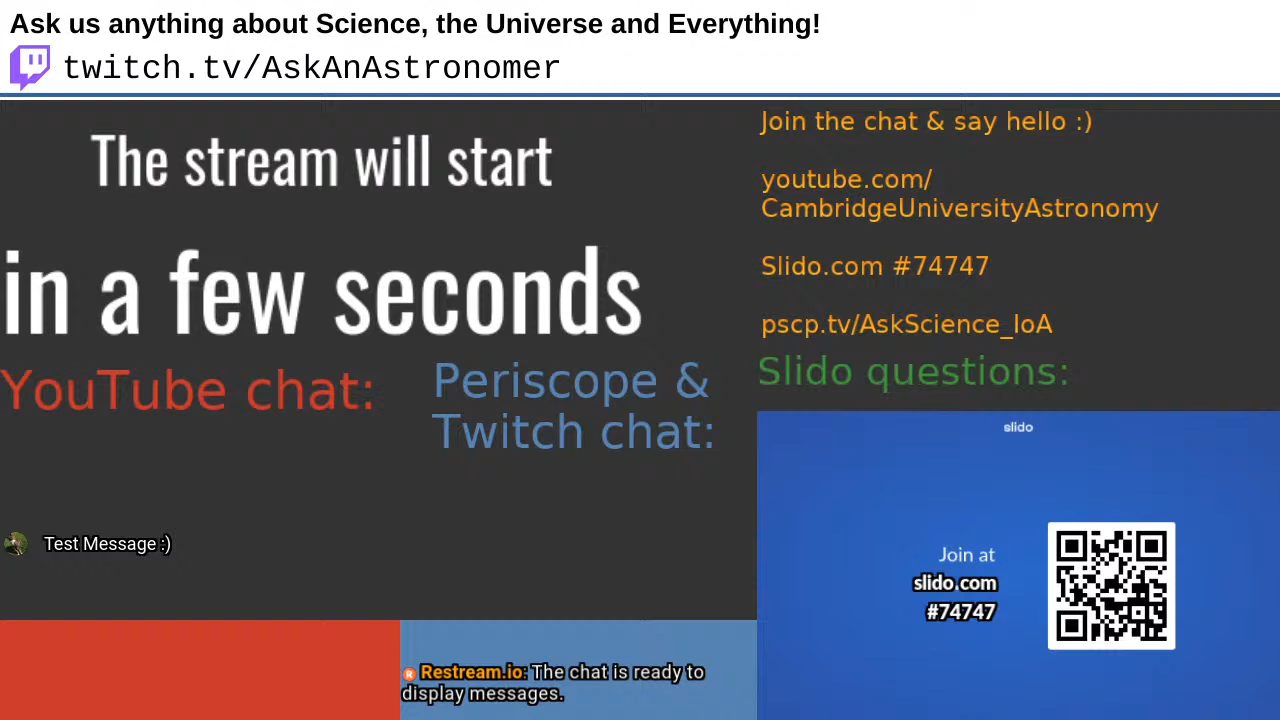 Ask us anything about Science, the Universe and Everything!
twitch.tv/AskAnAstronomer
The stream will start
in a few seconds
YouTube chat:
Periscope &
Twitch chat:
Test Message :)
Restream.io: The chat is ready to
display messages.
Join the chat & say hello :)
youtube.com/
CambridgeUniversityAstronomy
Slido.com #74747
pscp.tv/AskScience_IoA
Slido questions:
slido
Join at
slido.com
#74747